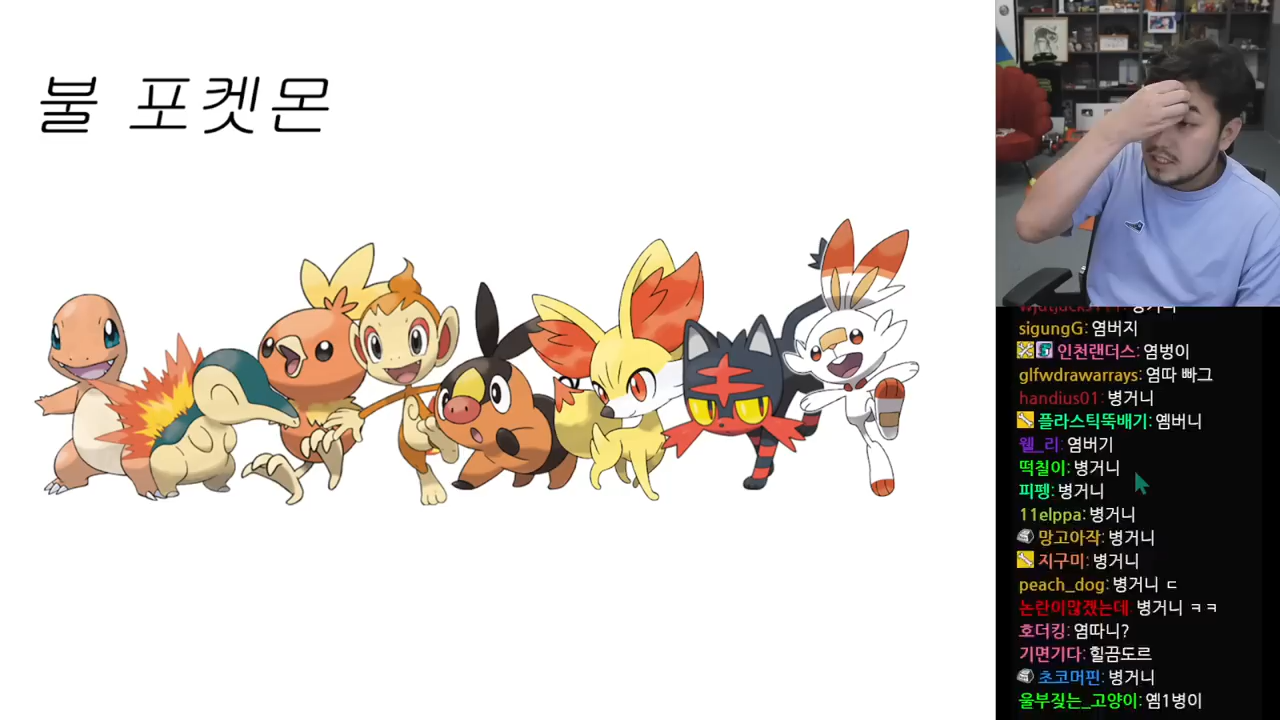 불 포켓몬
sigungG: 염버지
인천랜더스: 염벙이
glfwdrawarrays: 염따 빠그
handius01: 병거니
플라스틱뚝배기: 옘버니
웰_리: 염버기
떡칠이: 병거니
피펭: 병거니
11elppa: 병거니
망고아작: 병거니
지구미: 병거니
peach_dog: 병거니 ㄷ
논란이많겠는데: 병거니 ㅋㅋ
호더킹: 염따니?
기면기다: 힐끔도르
초코머핀: 병거니
울부짖는_고양이: 옘1병이